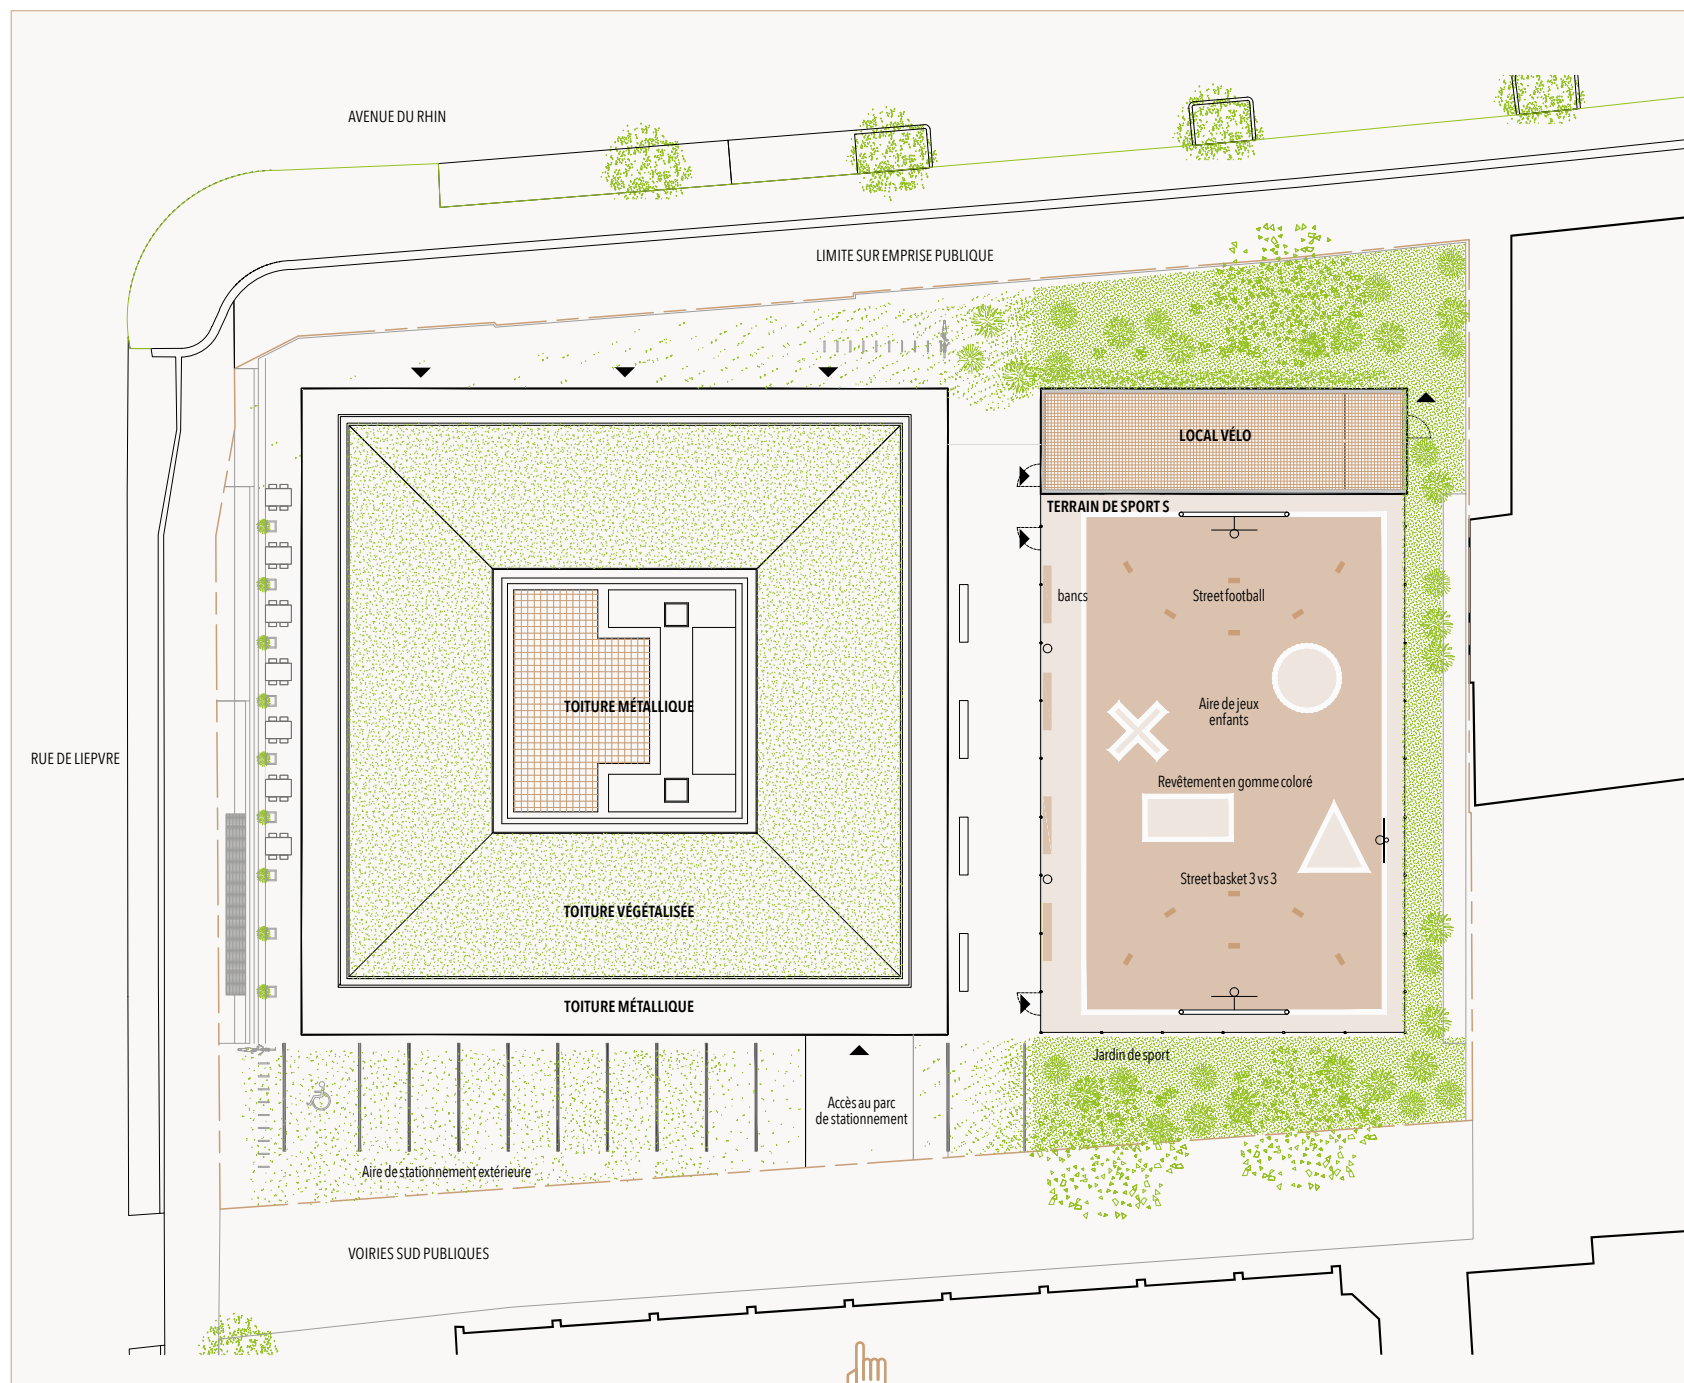 AVENUE DU RHIN
LIMITE SUR EMPRISE PUBLIQUE
LOCAL VÉLO
TERRAIN DE SPORT S
bancs
Street football
Aire de jeux
enfants
TOITURE MÉTALLIQUE
RUE DE LIEPVRE
Revêtement en gomme coloré
Street basket 3 vs 3
TOITURE VÉGÉTALISÉE
TOITURE MÉTALLIQUE
Jardin de sport
Accès au parc
de stationnement
Aire de stationnement extérieure
VOIRIES SUD PUBLIQUES